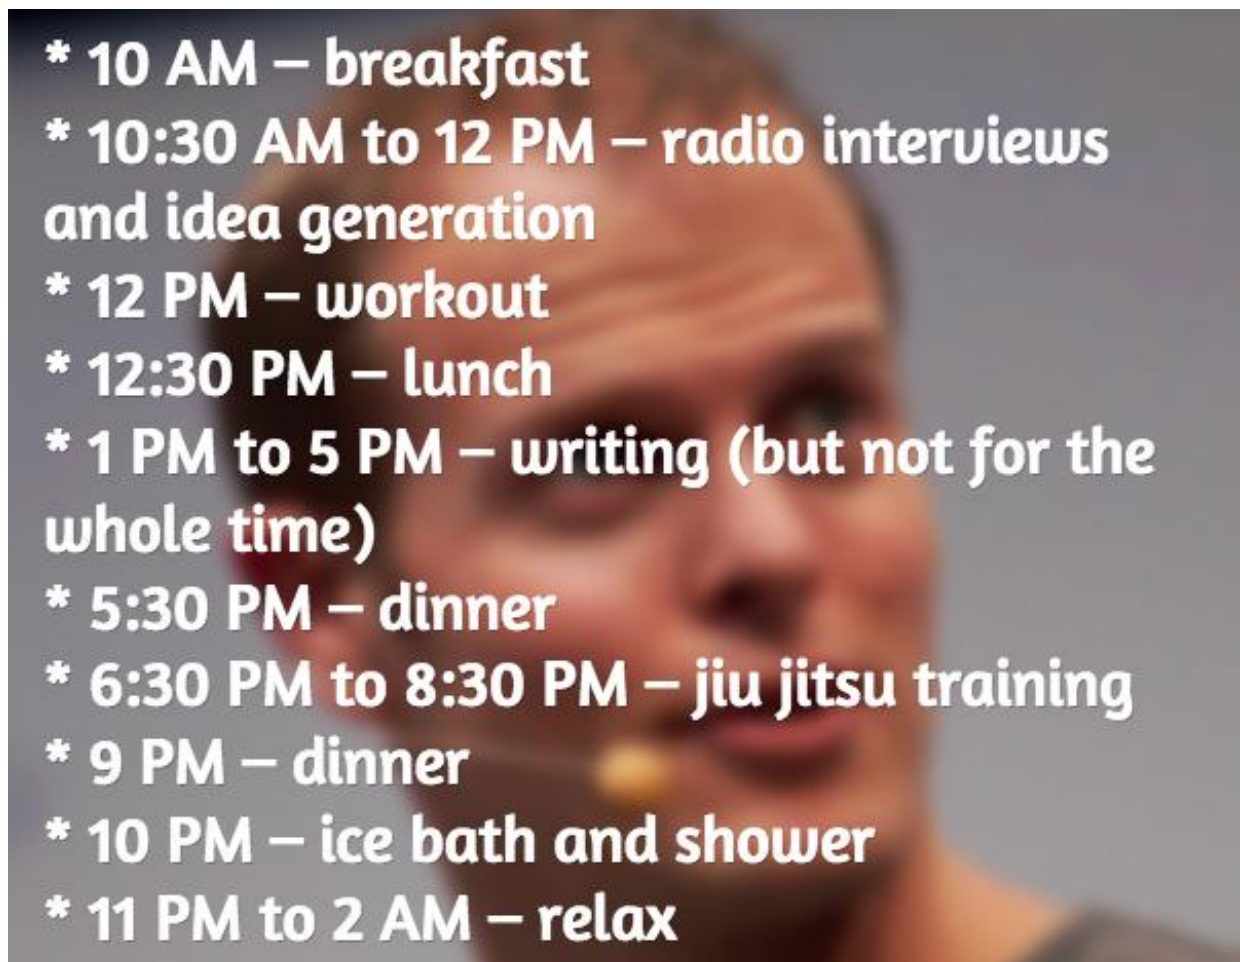 * 10 AM – breakfast
* 10:30 AM to 12 PM – radio interviews
and idea generation
* 12 PM – workout
* 12:30 PM – lunch
* 1 PM to 5 PM – writing (but not for the
whole time)
* 5:30 PM – dinner
* 6:30 PM to 8:30 PM – jiu jitsu training
* 9 PM – dinner
* 10 PM – ice bath and shower
* 11 PM to 2 AM – relax